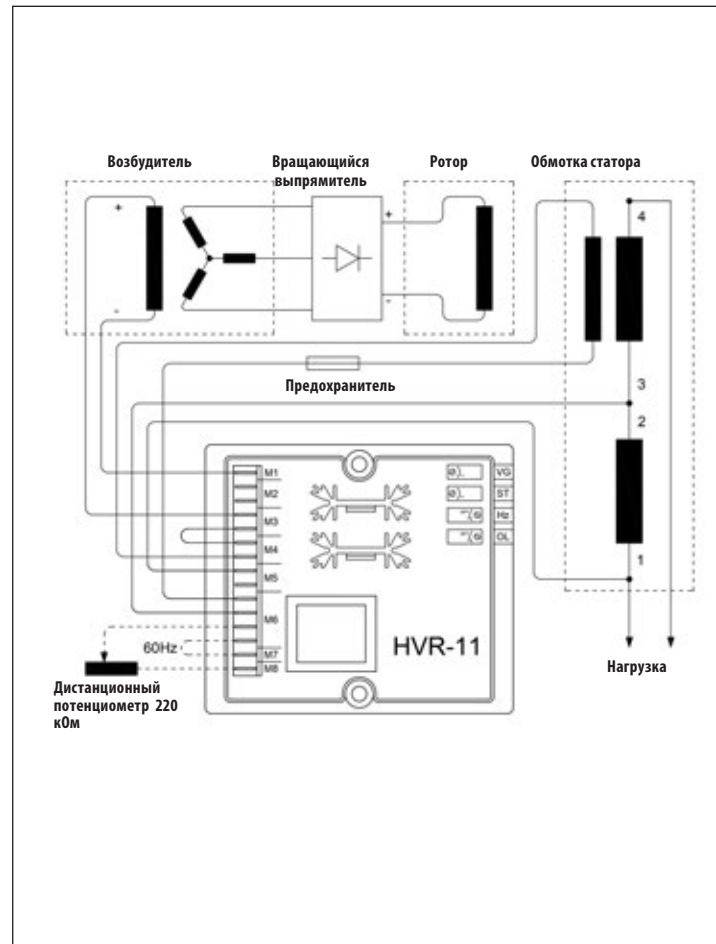 Возбудитель
Вращающийся
выпрямитель
Ротор
Обмотка статора
+
-
+
-
4
3
2
1
Предохранитель
M1
M2
M3
M4
M5
M6
M7
M8
VG
ST
Hz
OL
60Hz
HVR-11
Дистанционный
потенциометр 220
кОм
Нагрузка